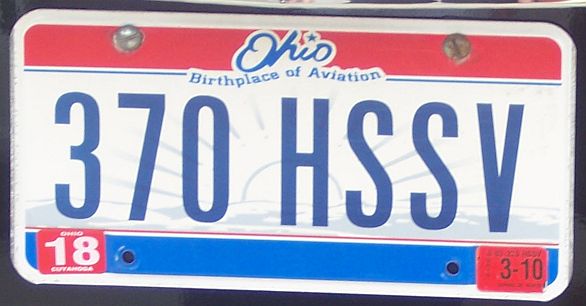 Ohio
Birthplace of Aviation
370 HSSV
OHIO
18
CUYAHOGA
3-10